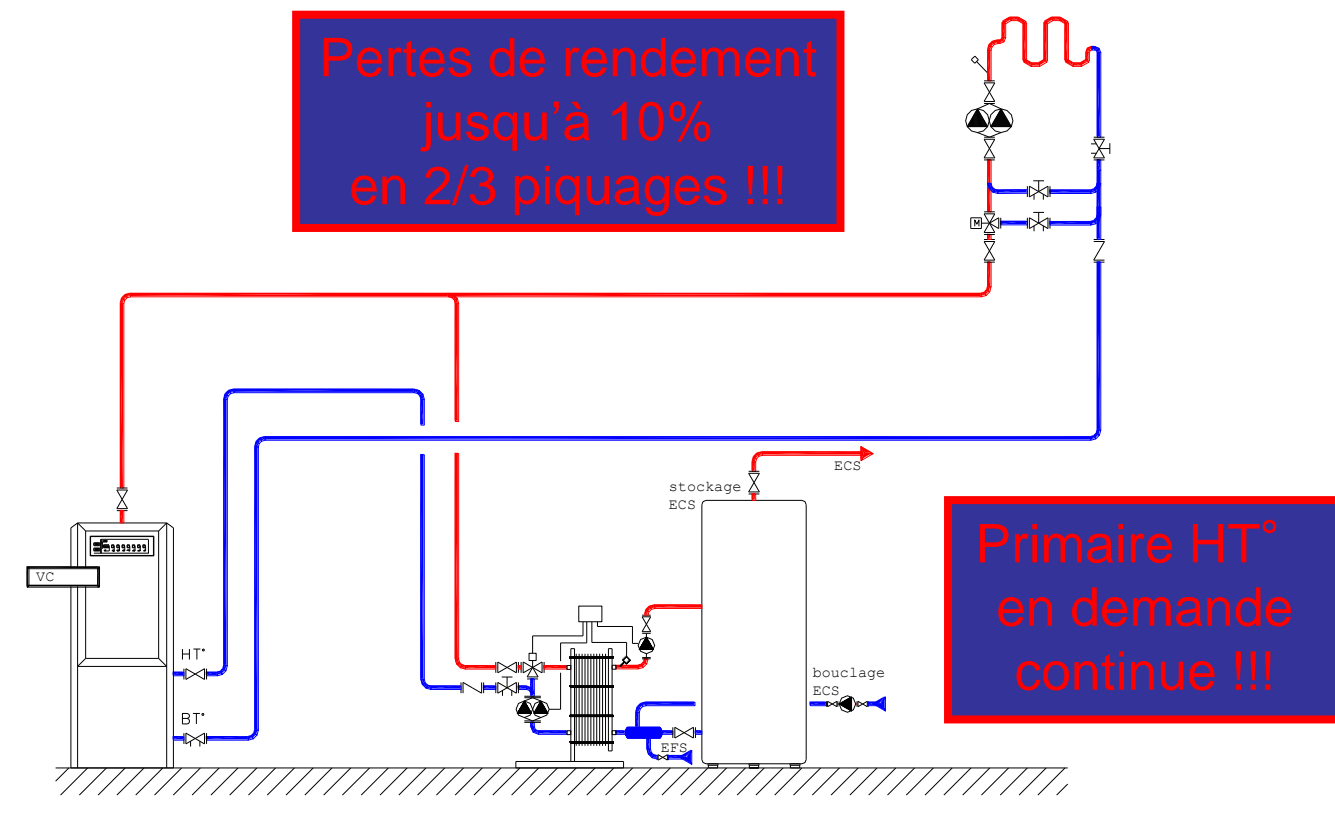 Pertes de rendement
jusqu'à 10%
en 2/3 piquages !!!
M
ECS
stockage
ECS
Primaire HT°
en demande
continue !!!
VC
HT°
bouclage
ECS
BT°
EFS